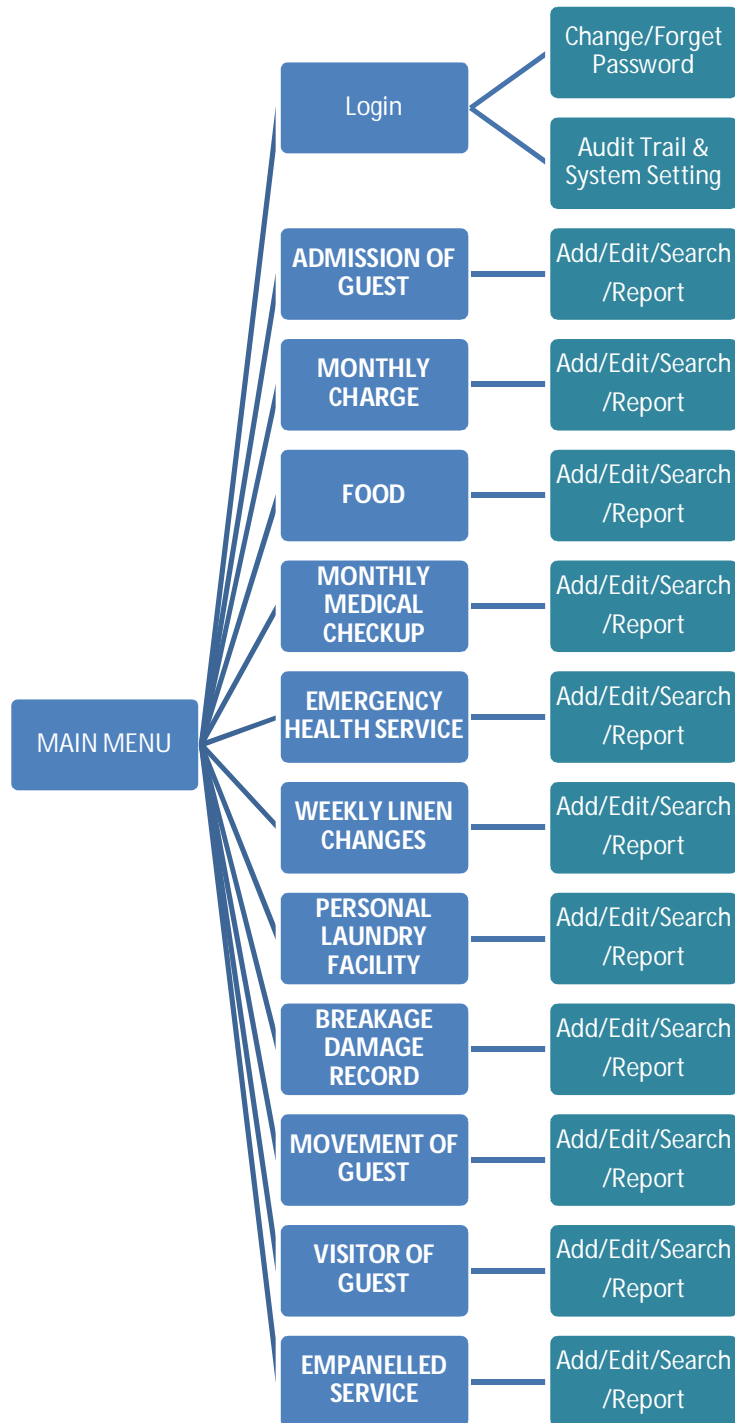 Change/Forget
Password
Login
Audit Trail &
System Setting
ADMISSION OF
GUEST
Add/Edit/Search
/Report
MONTHLY
CHARGE
Add/Edit/Search
/Report
FOOD
Add/Edit/Search
/Report
MONTHLY
MEDICAL
CHECKUP
Add/Edit/Search
/Report
MAIN MENU
EMERGENCY
HEALTH SERVICE
Add/Edit/Search
/Report
WEEKLY LINEN
CHANGES
Add/Edit/Search
/Report
PERSONAL
LAUNDRY
FACILITY
Add/Edit/Search
/Report
BREAKAGE
DAMAGE
RECORD
Add/Edit/Search
/Report
MOVEMENT OF
GUEST
Add/Edit/Search
/Report
VISITOR OF
GUEST
Add/Edit/Search
/Report
EMPANELLED
SERVICE
Add/Edit/Search
/Report